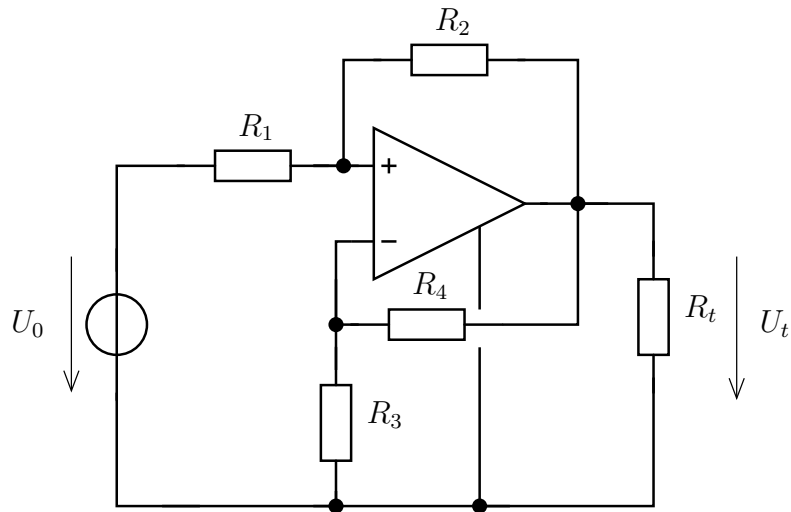 R₂
R₁
+
−
R₄
U₀
Rₜ
Uₜ
R₃